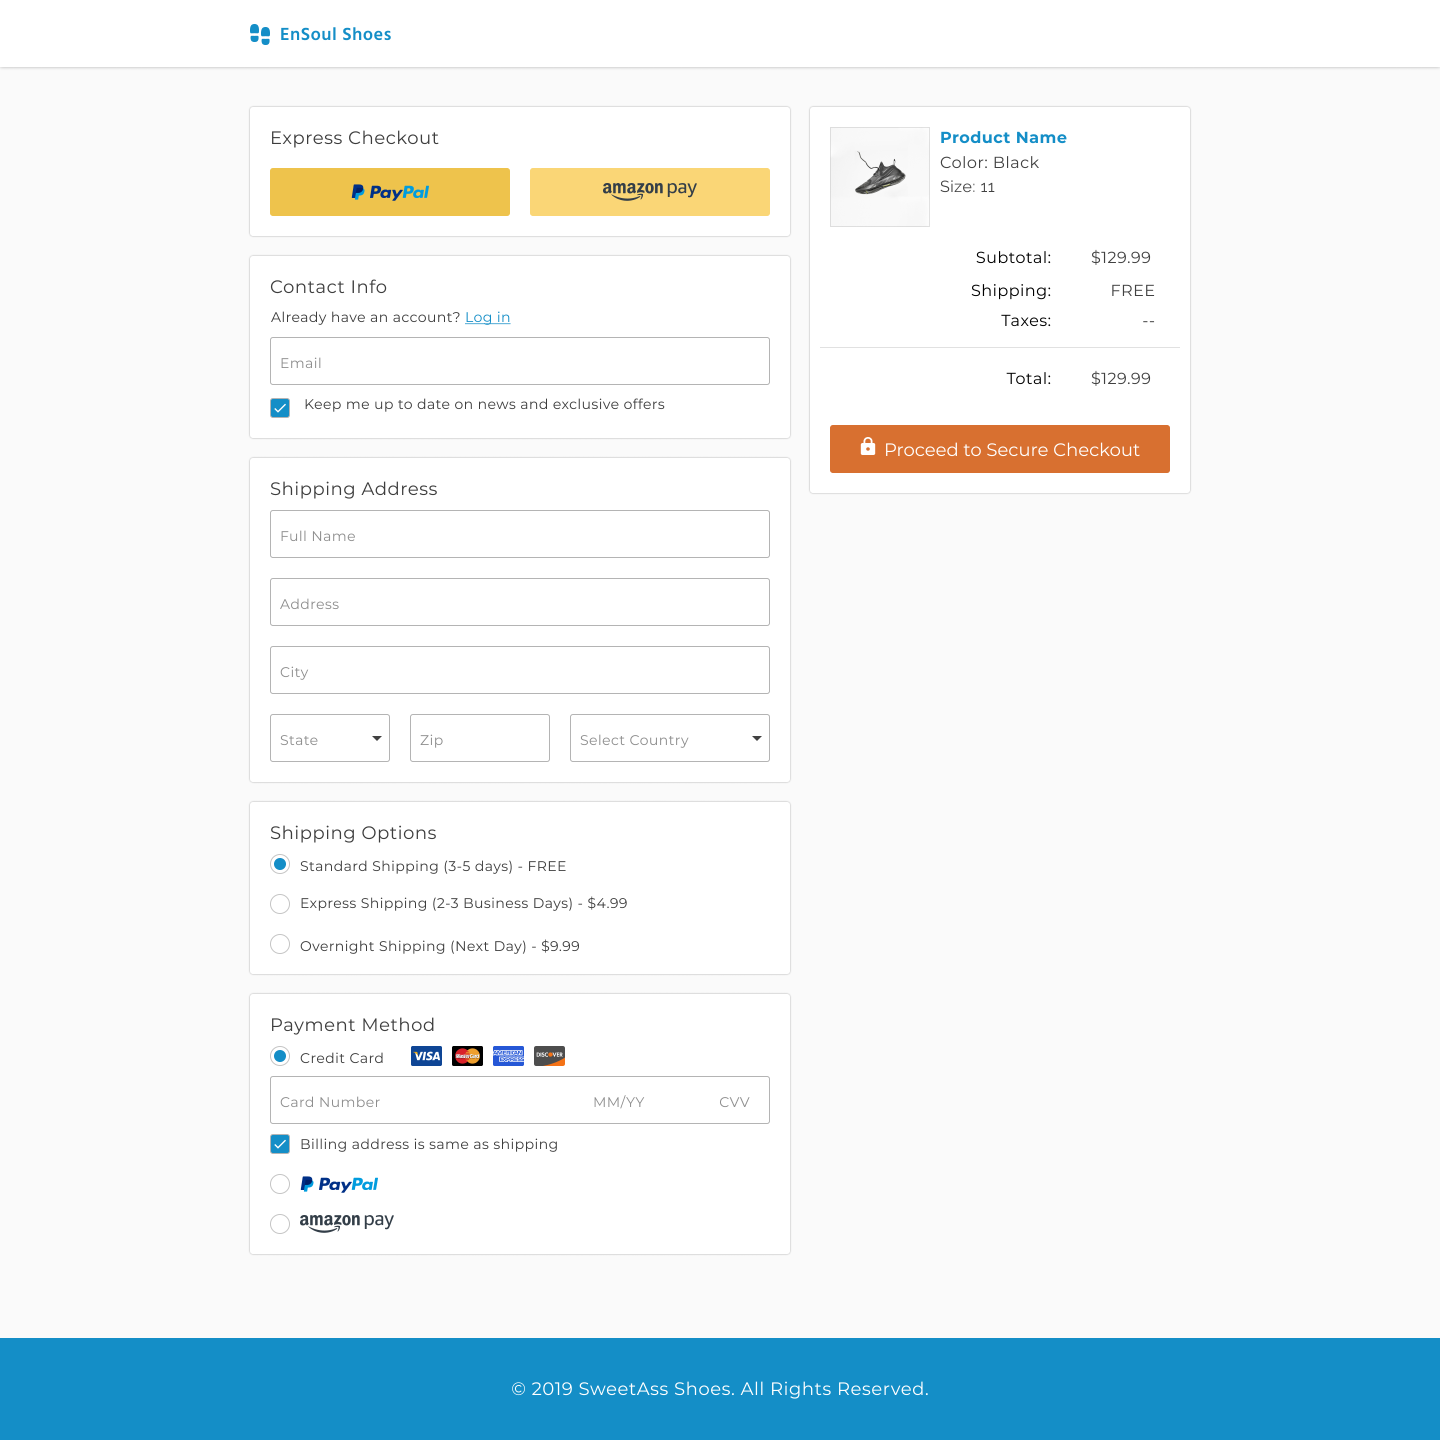 EnSoul Shoes
Express Checkout
PayPal
amazon pay
Contact Info
Already have an account? Log in
Email
Keep me up to date on news and exclusive offers
Shipping Address
Full Name
Address
City
State
Zip
Select Country
Shipping Options
Standard Shipping (3-5 days) - FREE
Express Shipping (2-3 Business Days) - $4.99
Overnight Shipping (Next Day) - $9.99
Payment Method
Credit Card
VISA
MasterCard
AMERICAN
EXPRESS
DISCOVER
Card Number
MM/YY
CVV
Billing address is same as shipping
PayPal
amazon pay
Product Name
Color: Black
Size: 11
Subtotal: $129.99
Shipping: FREE
Taxes: --
Total: $129.99
Proceed to Secure Checkout
© 2019 SweetAss Shoes. All Rights Reserved.